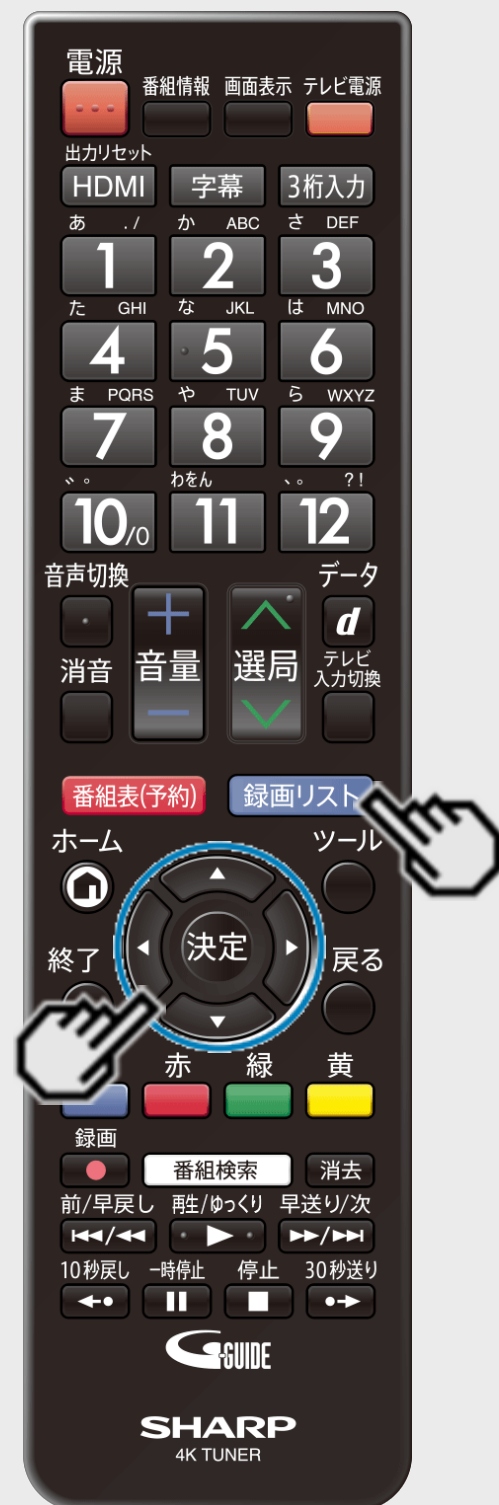 電源
番組情報 画面表示 テレビ電源
出力リセット
HDMI 字幕 3桁入力
あ ./ か ABC さ DEF
1 2 3
た GHI な JKL は MNO
4 5 6
ま PQRS や TUV ら WXYZ
7 8 9
゛゜ わをん 、。 ?!
10/0 11 12
音声切換 データ
d
消音 音量 選局 テレビ
入力切換
番組表(予約) 録画リスト
ホーム ツール
決定
終了 戻る
赤 緑 黄
録画
番組検索 消去
前/早戻し 再生/ゆっくり 早送り/次
10秒戻し 一時停止 停止 30秒送り
G-GUIDE
SHARP
4K TUNER